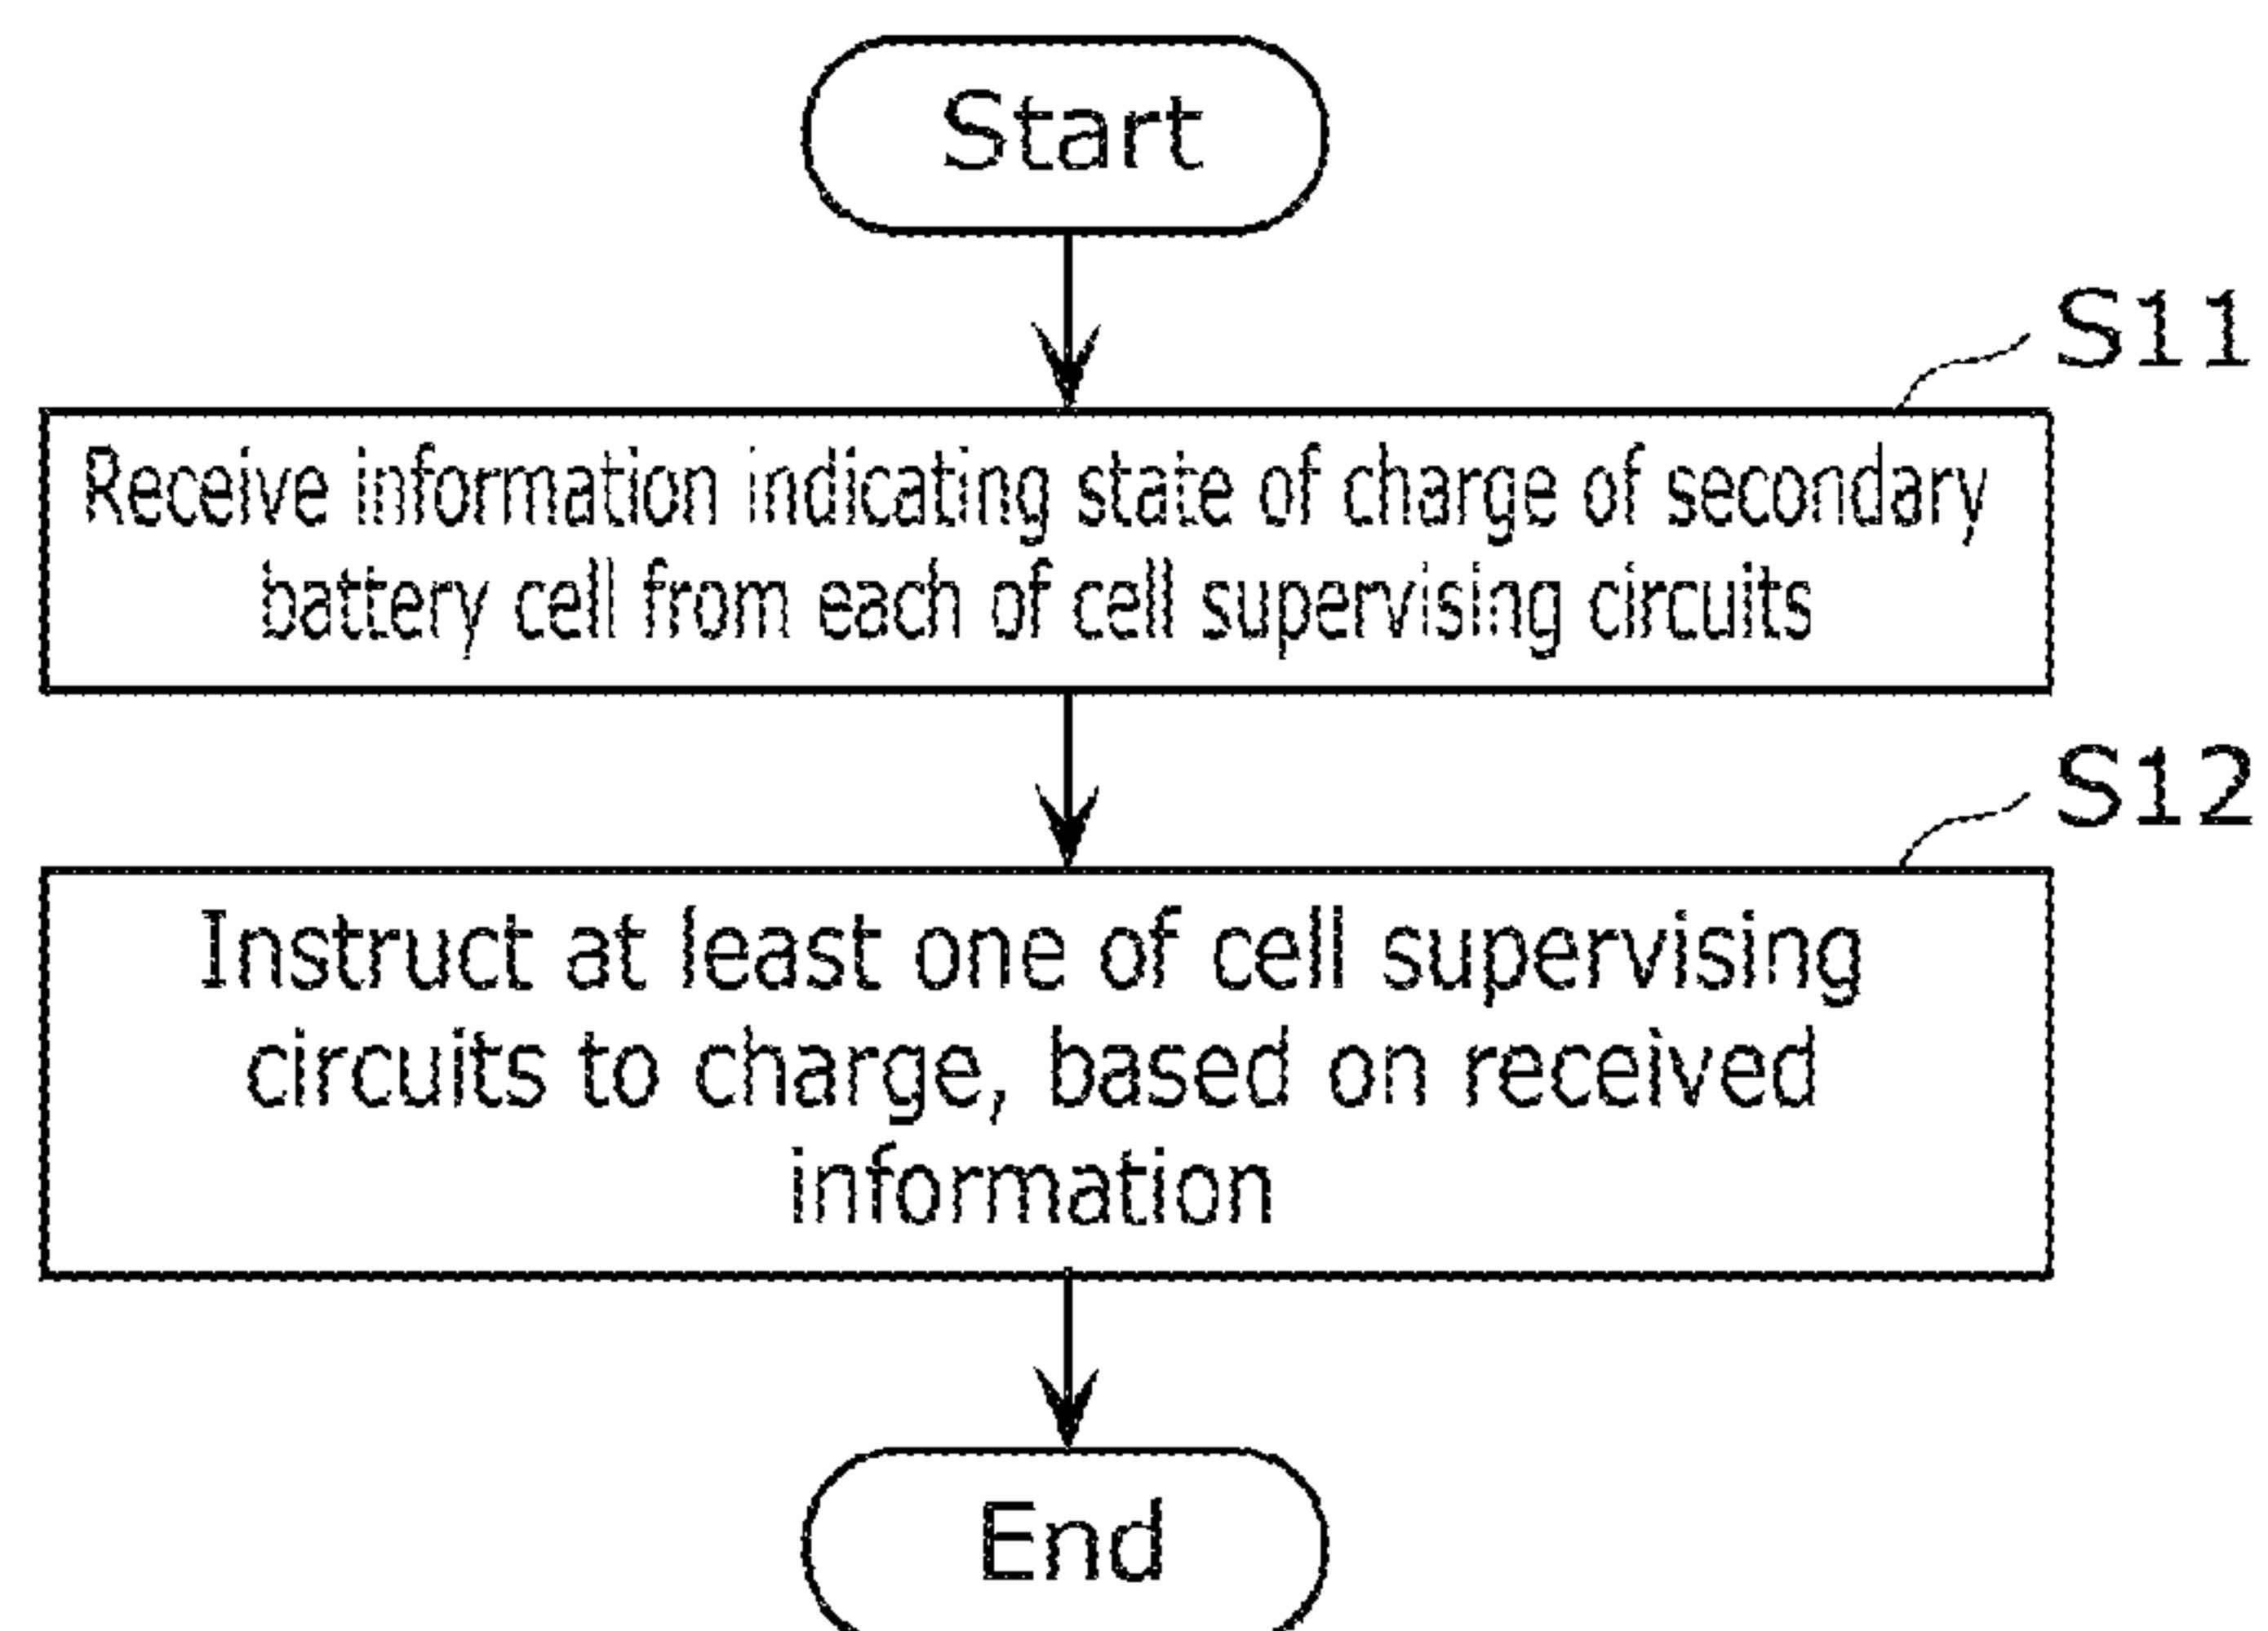 Start
S11
Receive information indicating state of charge of secondary
battery cell from each of cell supervising circuits
S12
Instruct at least one of cell supervising
circuits to charge, based on received
information
End